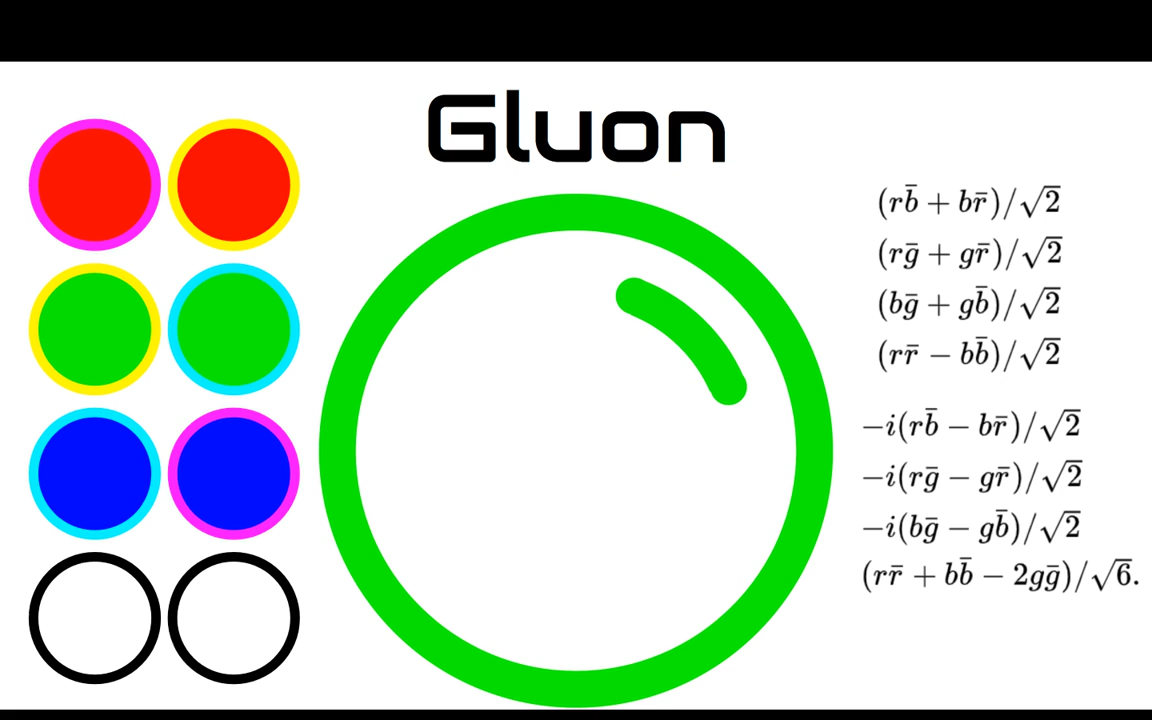 Gluon
(rb̄ + br̄)/√2
(rḡ + gr̄)/√2
(bḡ + gb̄)/√2
(rr̄ − bb̄)/√2
−i(rb̄ − br̄)/√2
−i(rḡ − gr̄)/√2
−i(bḡ − gb̄)/√2
(rr̄ + bb̄ − 2gḡ)/√6.